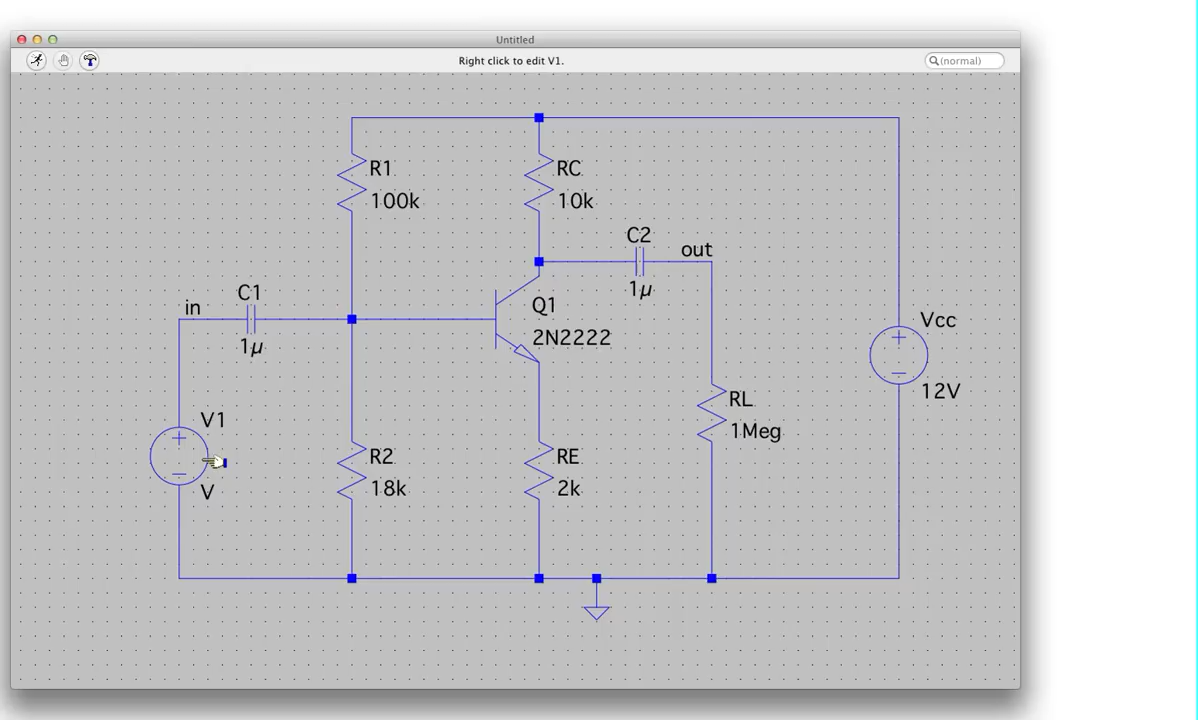 Untitled
Right click to edit V1.
(normal)
R1
100k
RC
10k
C2
out
1µ
in
C1
1µ
Q1
2N2222
Vcc
12V
V1
V
R2
18k
RE
2k
RL
1Meg